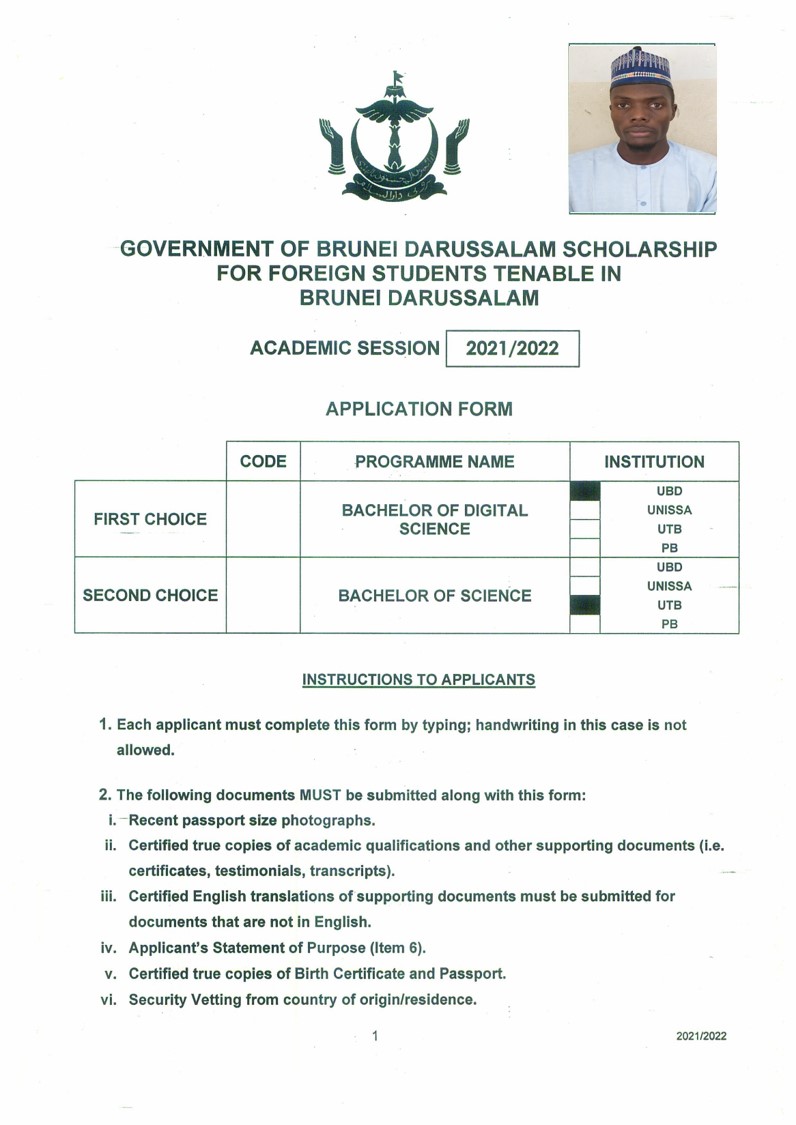 GOVERNMENT OF BRUNEI DARUSSALAM SCHOLARSHIP
FOR FOREIGN STUDENTS TENABLE IN
BRUNEI DARUSSALAM
ACADEMIC SESSION 2021/2022
APPLICATION FORM
CODE PROGRAMME NAME INSTITUTION
FIRST CHOICE
BACHELOR OF DIGITAL
SCIENCE
UBD
UNISSA
UTB
PB
SECOND CHOICE
BACHELOR OF SCIENCE
UBD
UNISSA
UTB
PB
INSTRUCTIONS TO APPLICANTS
1. Each applicant must complete this form by typing; handwriting in this case is not
allowed.
2. The following documents MUST be submitted along with this form:
i. Recent passport size photographs.
ii. Certified true copies of academic qualifications and other supporting documents (i.e.
certificates, testimonials, transcripts).
iii. Certified English translations of supporting documents must be submitted for
documents that are not in English.
iv. Applicant's Statement of Purpose (Item 6).
v. Certified true copies of Birth Certificate and Passport.
vi. Security Vetting from country of origin/residence.
1
2021/2022